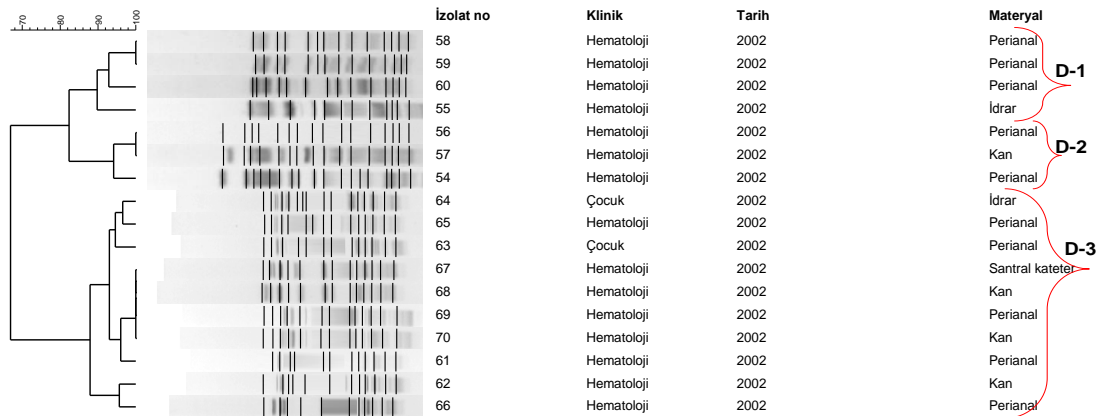 70 80 90 100 İzolat no Klinik Tarih Materyal
58 Hematoloji 2002 Perianal
59 Hematoloji 2002 Perianal
D-1
60 Hematoloji 2002 Perianal
55 Hematoloji 2002 İdrar
56 Hematoloji 2002 Perianal
D-2
57 Hematoloji 2002 Kan
54 Hematoloji 2002 Perianal
64 Çocuk 2002 İdrar
65 Hematoloji 2002 Perianal
63 Çocuk 2002 Perianal
D-3
67 Hematoloji 2002 Santral kateter
68 Hematoloji 2002 Kan
69 Hematoloji 2002 Perianal
70 Hematoloji 2002 Kan
61 Hematoloji 2002 Perianal
62 Hematoloji 2002 Kan
66 Hematoloji 2002 Perianal